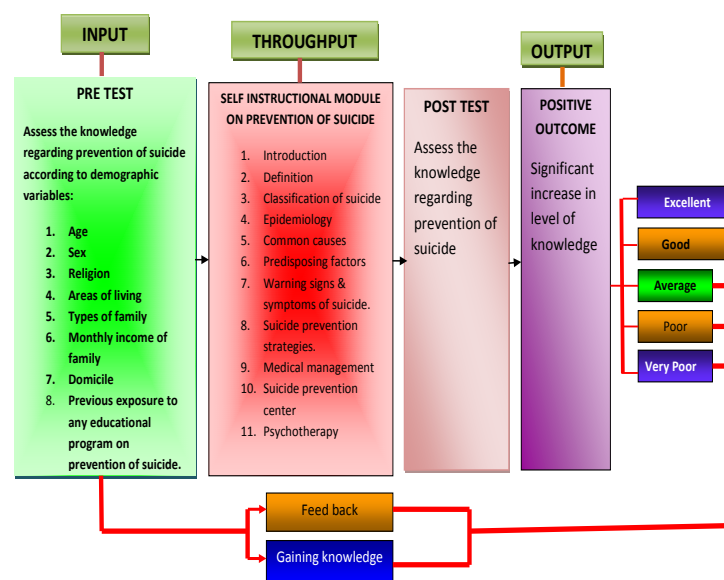 INPUT
THROUGHPUT
OUTPUT
PRE TEST
Assess the knowledge
regarding prevention of suicide
according to demographic
variables:
1. Age
2. Sex
3. Religion
4. Areas of living
5. Types of family
6. Monthly income of
family
7. Domicile
8. Previous exposure to
any educational
program on
prevention of suicide.
SELF INSTRUCTIONAL MODULE
ON PREVENTION OF SUICIDE
1. Introduction
2. Definition
3. Classification of suicide
4. Epidemiology
5. Common causes
6. Predisposing factors
7. Warning signs &
symptoms of suicide.
8. Suicide prevention
strategies.
9. Medical management
10. Suicide prevention
center
11. Psychotherapy
POST TEST
Assess the
knowledge
regarding
prevention of
suicide
POSITIVE
OUTCOME
Significant
increase in
level of
knowledge
Excellent
Good
Average
Poor
Very Poor
Feed back
Gaining knowledge